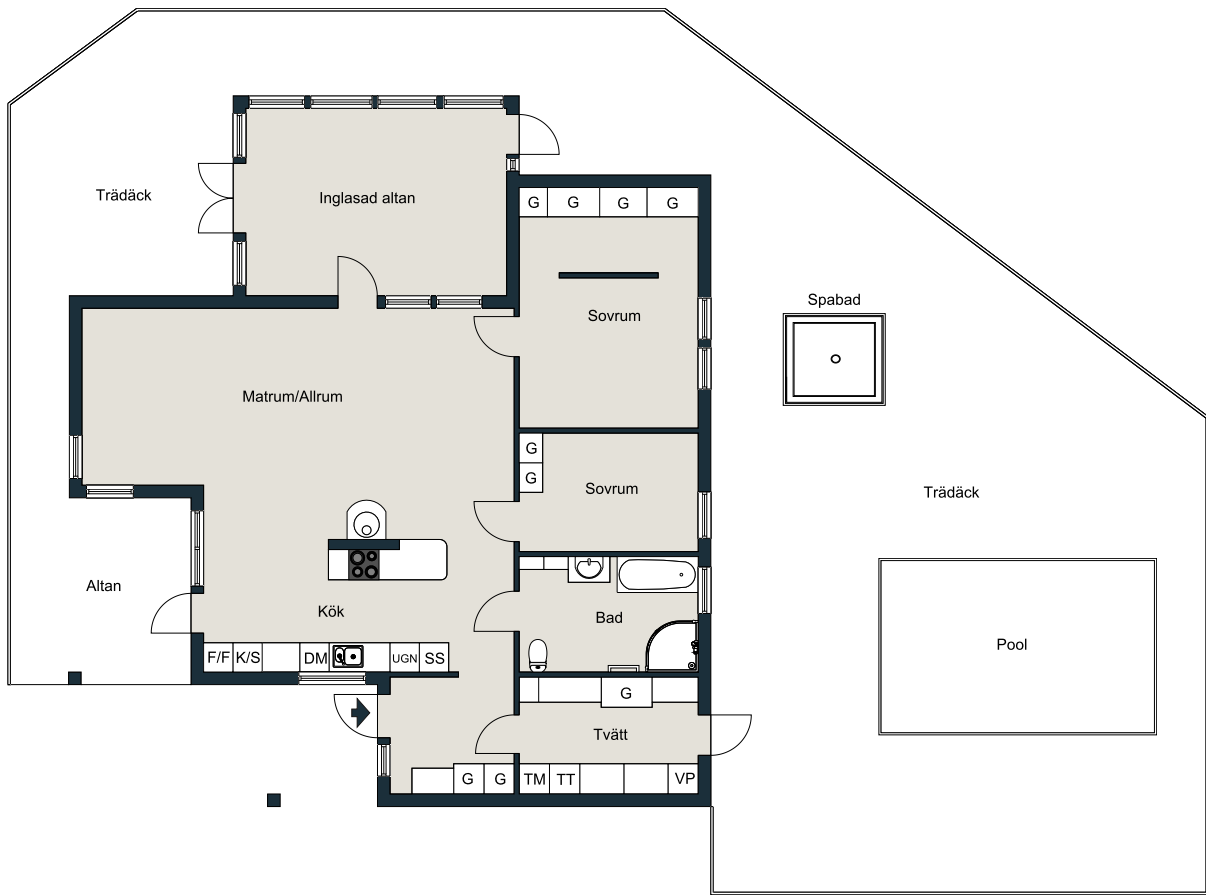 Trädäck
Inglasad altan
G
G
G
G
Sovrum
Spabad
Matrum/Allrum
G
G
Sovrum
Trädäck
Altan
Kök
Bad
Pool
F/F
K/S
DM
UGN
SS
G
Tvätt
G
G
TM
TT
VP